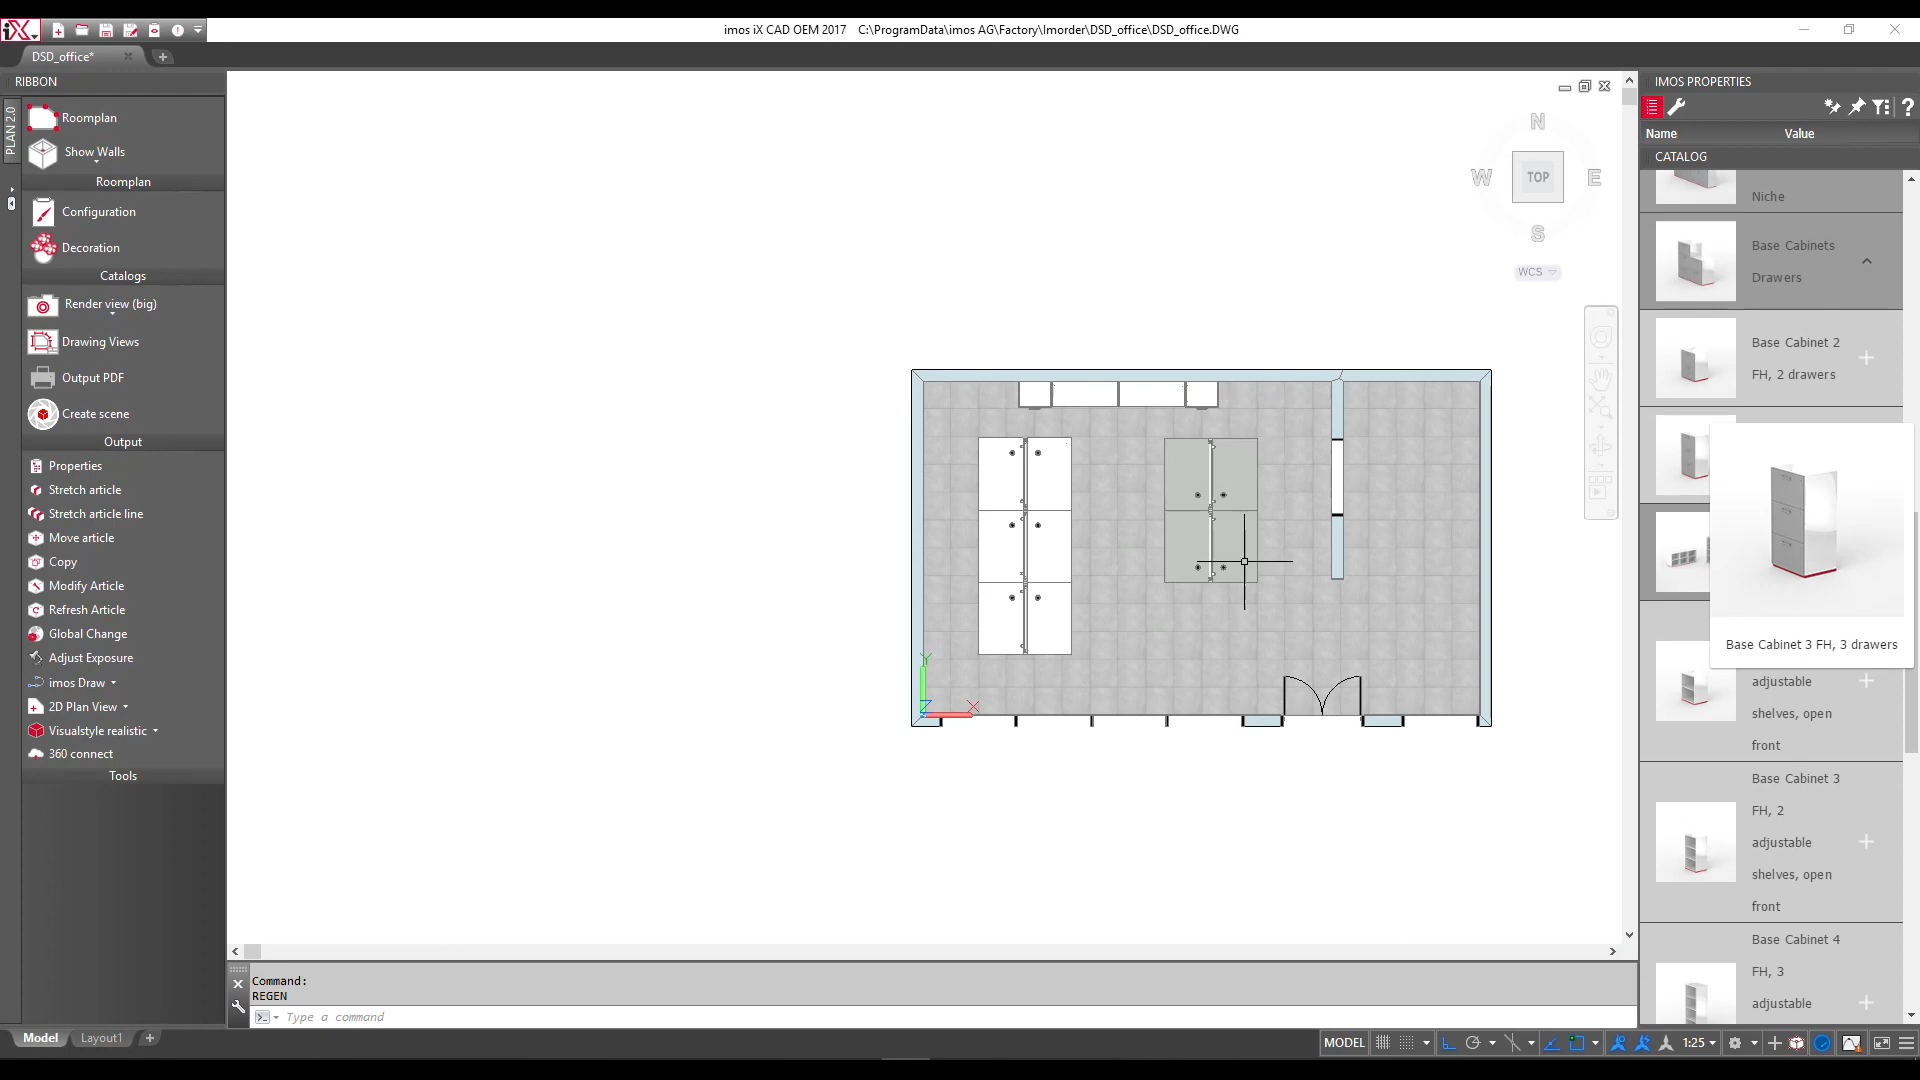 iX
imos iX CAD OEM 2017 C:\ProgramData\imos AG\Factory\Imorder\DSD_office\DSD_office.DWG
DSD_office*
RIBBON
PLAN 2.0
Roomplan
Show Walls
Roomplan
Configuration
Decoration
Catalogs
Render view (big)
Drawing Views
Output PDF
Create scene
Output
Properties
Stretch article
Stretch article line
Move article
Copy
Modify Article
Refresh Article
Global Change
Adjust Exposure
imos Draw
2D Plan View
Visualstyle realistic
360 connect
Tools
N
W
TOP
E
S
WCS
Y
Z
X
Command:
REGEN
Type a command
Model
Layout1
MODEL
1:25
IMOS PROPERTIES
Name
Value
CATALOG
Niche
Base Cabinets
Drawers
Base Cabinet 2
FH, 2 drawers
Base Cabinet 3 FH, 3 drawers
adjustable
shelves, open
front
Base Cabinet 3
FH, 2
adjustable
shelves, open
front
Base Cabinet 4
FH, 3
adjustable